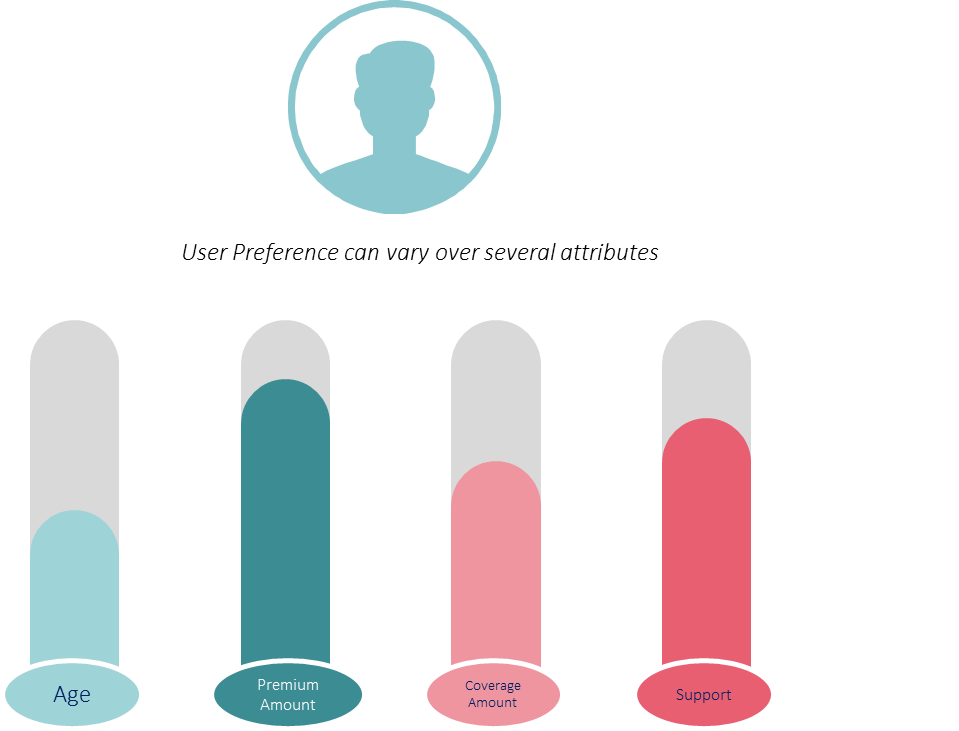 User Preference can vary over several attributes
Age
Premium
Amount
Coverage
Amount
Support